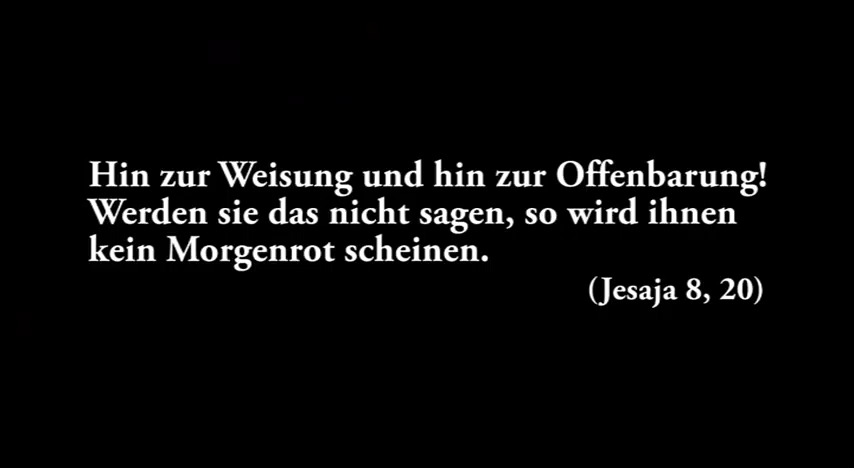 Hin zur Weisung und hin zur Offenbarung!
Werden sie das nicht sagen, so wird ihnen
kein Morgenrot scheinen.
(Jesaja 8, 20)